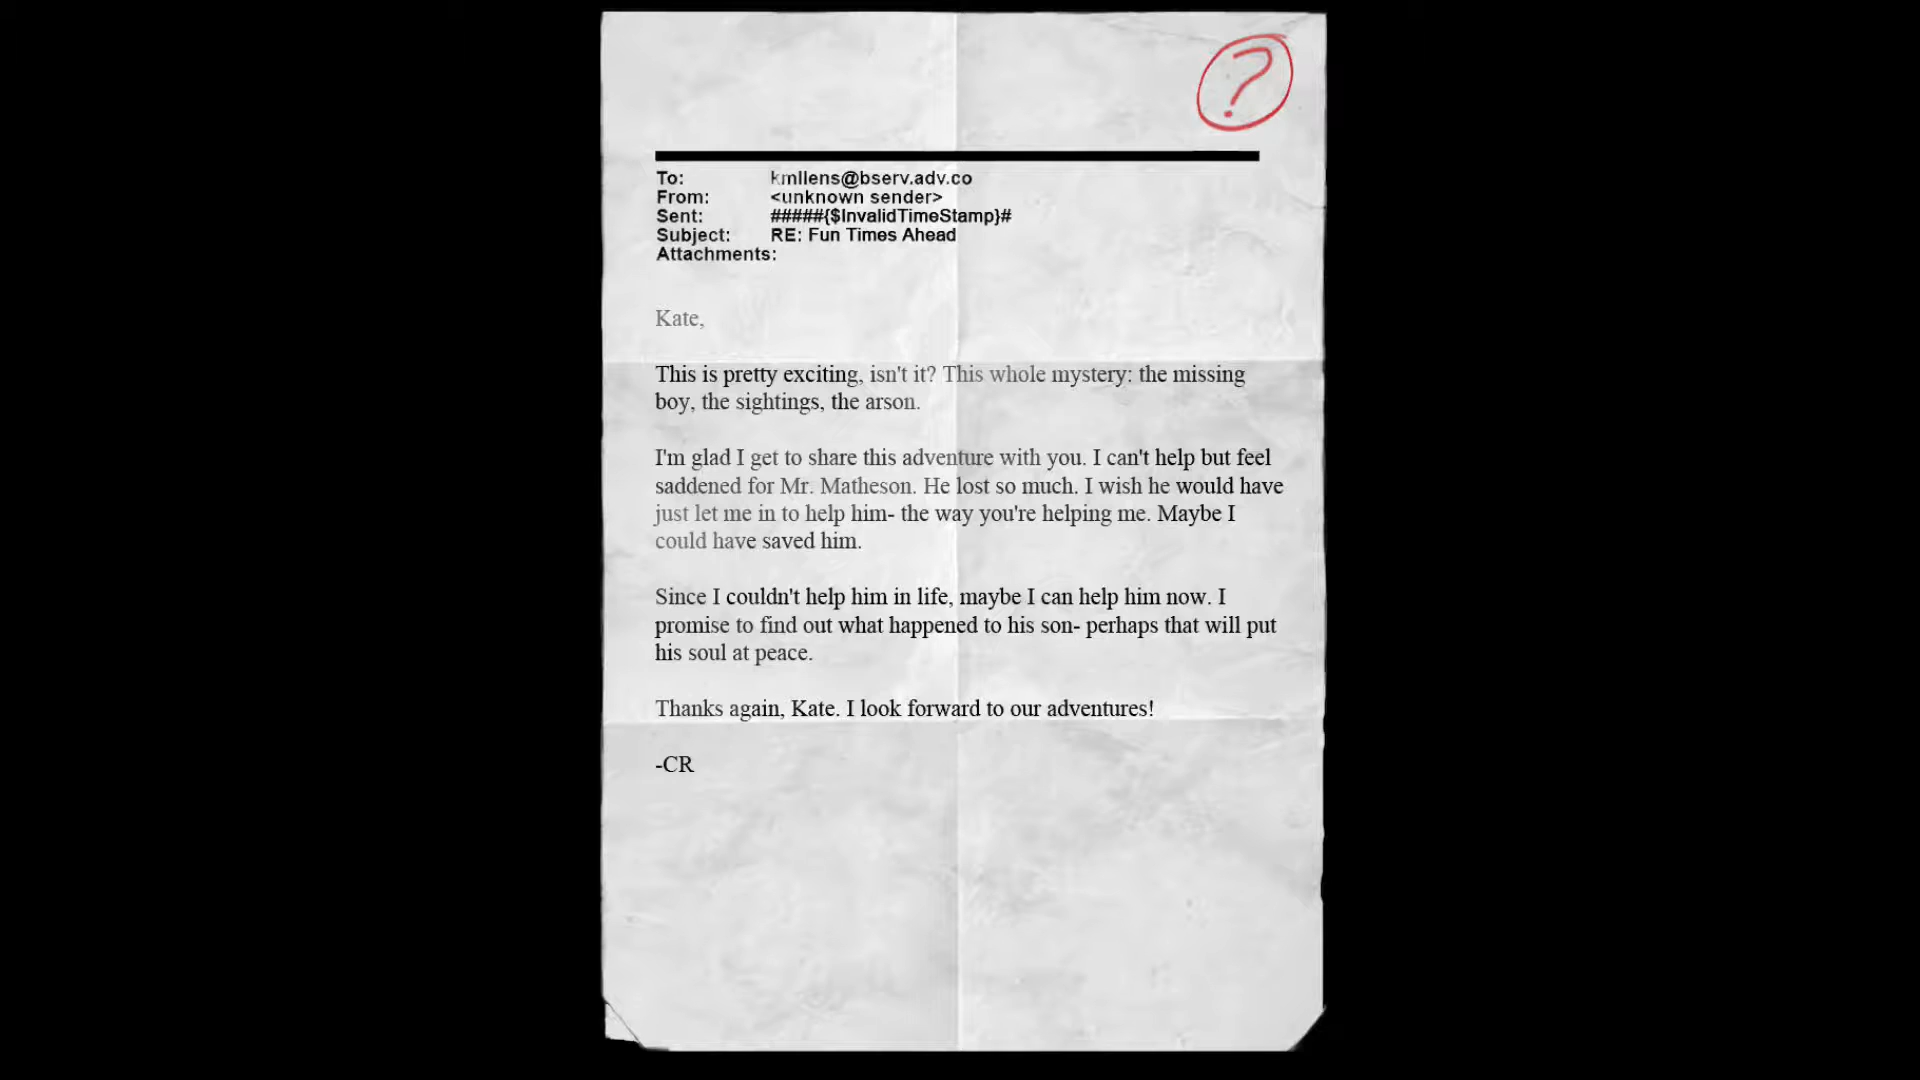 ?
To: kmllens@bserv.adv.co
From: <unknown sender>
Sent: #####{$InvalidTimeStamp}#
Subject: RE: Fun Times Ahead
Attachments:
Kate,
This is pretty exciting, isn't it? This whole mystery: the missing
boy, the sightings, the arson.
I'm glad I get to share this adventure with you. I can't help but feel
saddened for Mr. Matheson. He lost so much. I wish he would have
just let me in to help him- the way you're helping me. Maybe I
could have saved him.
Since I couldn't help him in life, maybe I can help him now. I
promise to find out what happened to his son- perhaps that will put
his soul at peace.
Thanks again, Kate. I look forward to our adventures!
-CR